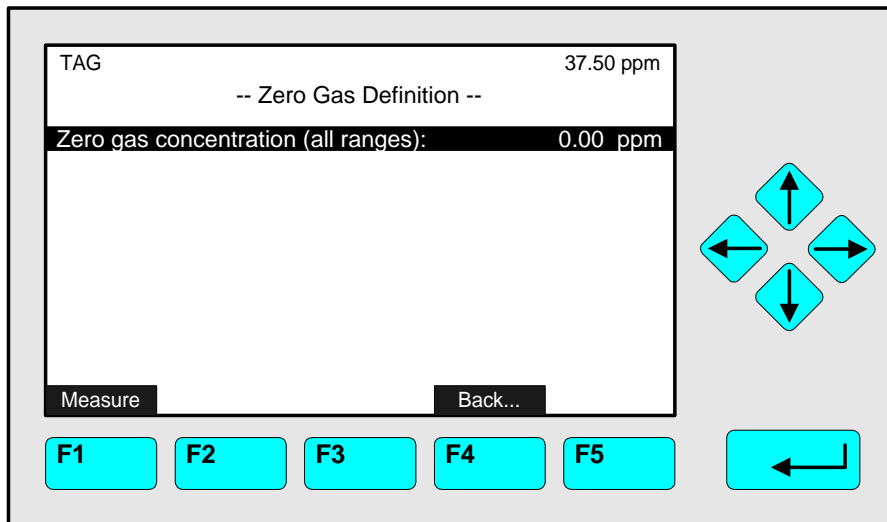 TAG 37.50 ppm
-- Zero Gas Definition --
Zero gas concentration (all ranges): 0.00 ppm
Measure Back...
F1 F2 F3 F4 F5